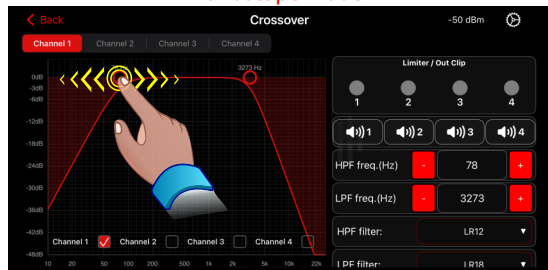 Back
Crossover
-50 dBm
Channel 1
Channel 2
Channel 3
Channel 4
3273 Hz
0dB
-3dB
-6dB
-12dB
-18dB
-24dB
-30dB
-36dB
-42dB
-48dB
Channel 1
Channel 2
Channel 3
Channel 4
10 20 50 100 200 500 1k 2k 5k 10k 22k
Limiter / Out Clip
1 2 3 4
1 2 3 4
HPF freq.(Hz) - 78 +
LPF freq.(Hz) - 3273 +
HPF filter: LR12
LPF filter: LR18